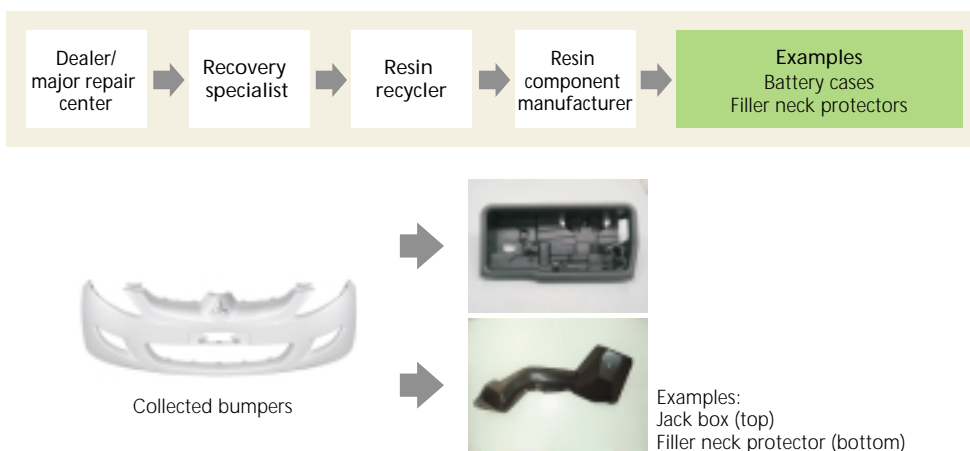 Dealer/
major repair
center
Recovery
specialist
Resin
recycler
Resin
component
manufacturer
Examples
Battery cases
Filler neck protectors
Collected bumpers
Examples:
Jack box (top)
Filler neck protector (bottom)